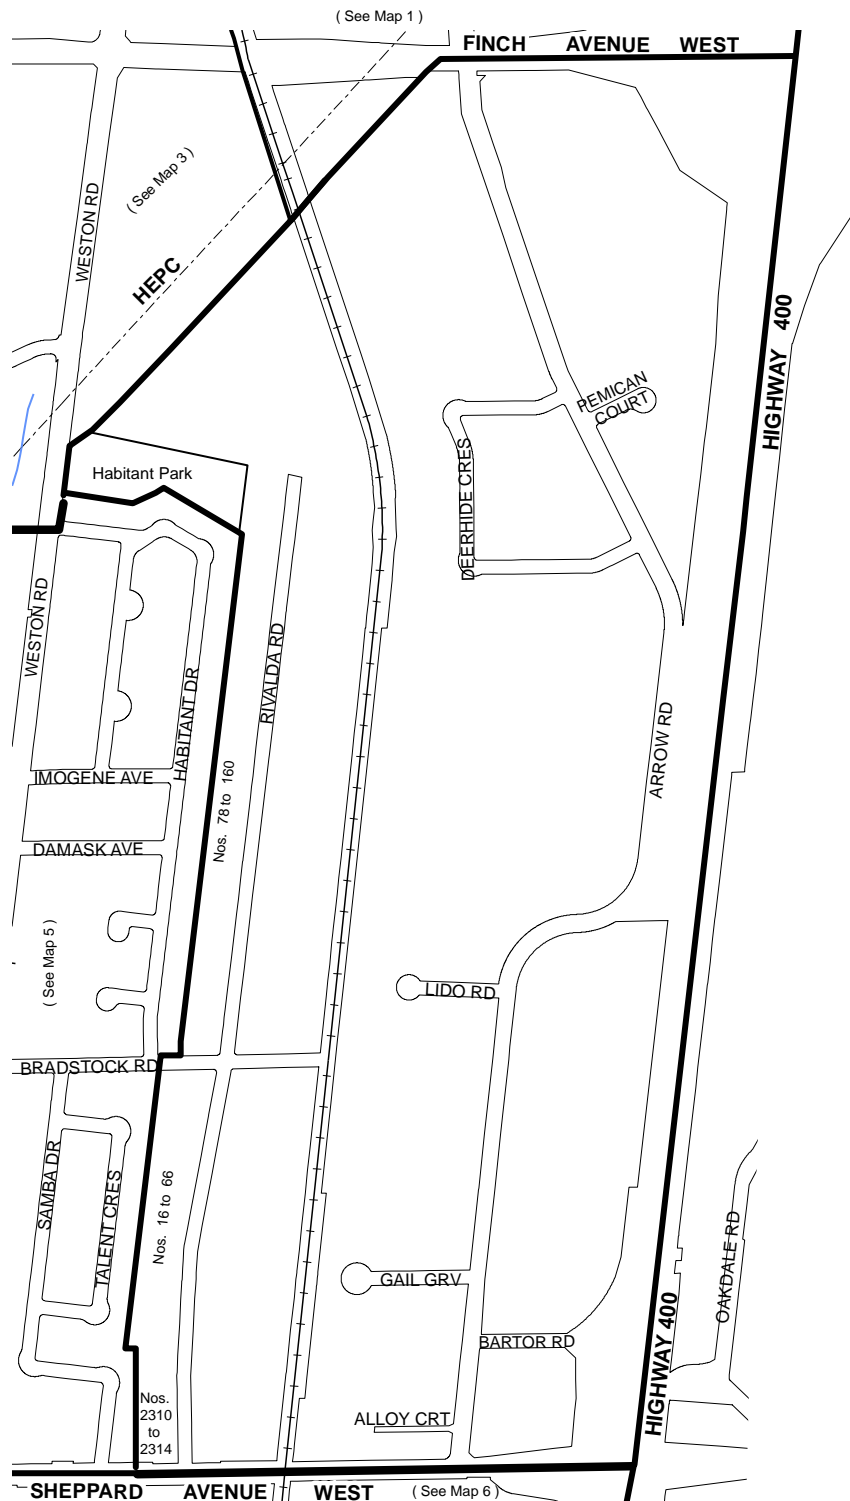 ( See Map 1 )
FINCH AVENUE WEST
( See Map 3 )
WESTON RD
HEPC
HIGHWAY 400
PEMICAN
COURT
Habitant Park
DEERHIDE CRES
WESTON RD
RIVALDA RD
HABITANT DR
ARROW RD
IMOGENE AVE
Nos. 78 to 160
DAMASK AVE
( See Map 5 )
LIDO RD
BRADSTOCK RD
SAMBA DR
TALENT CRES
Nos. 16 to 66
OAKDALE RD
GAIL GRV
HIGHWAY 400
BARTOR RD
Nos.
2310
to
2314
ALLOY CRT
SHEPPARD AVENUE WEST
( See Map 6 )